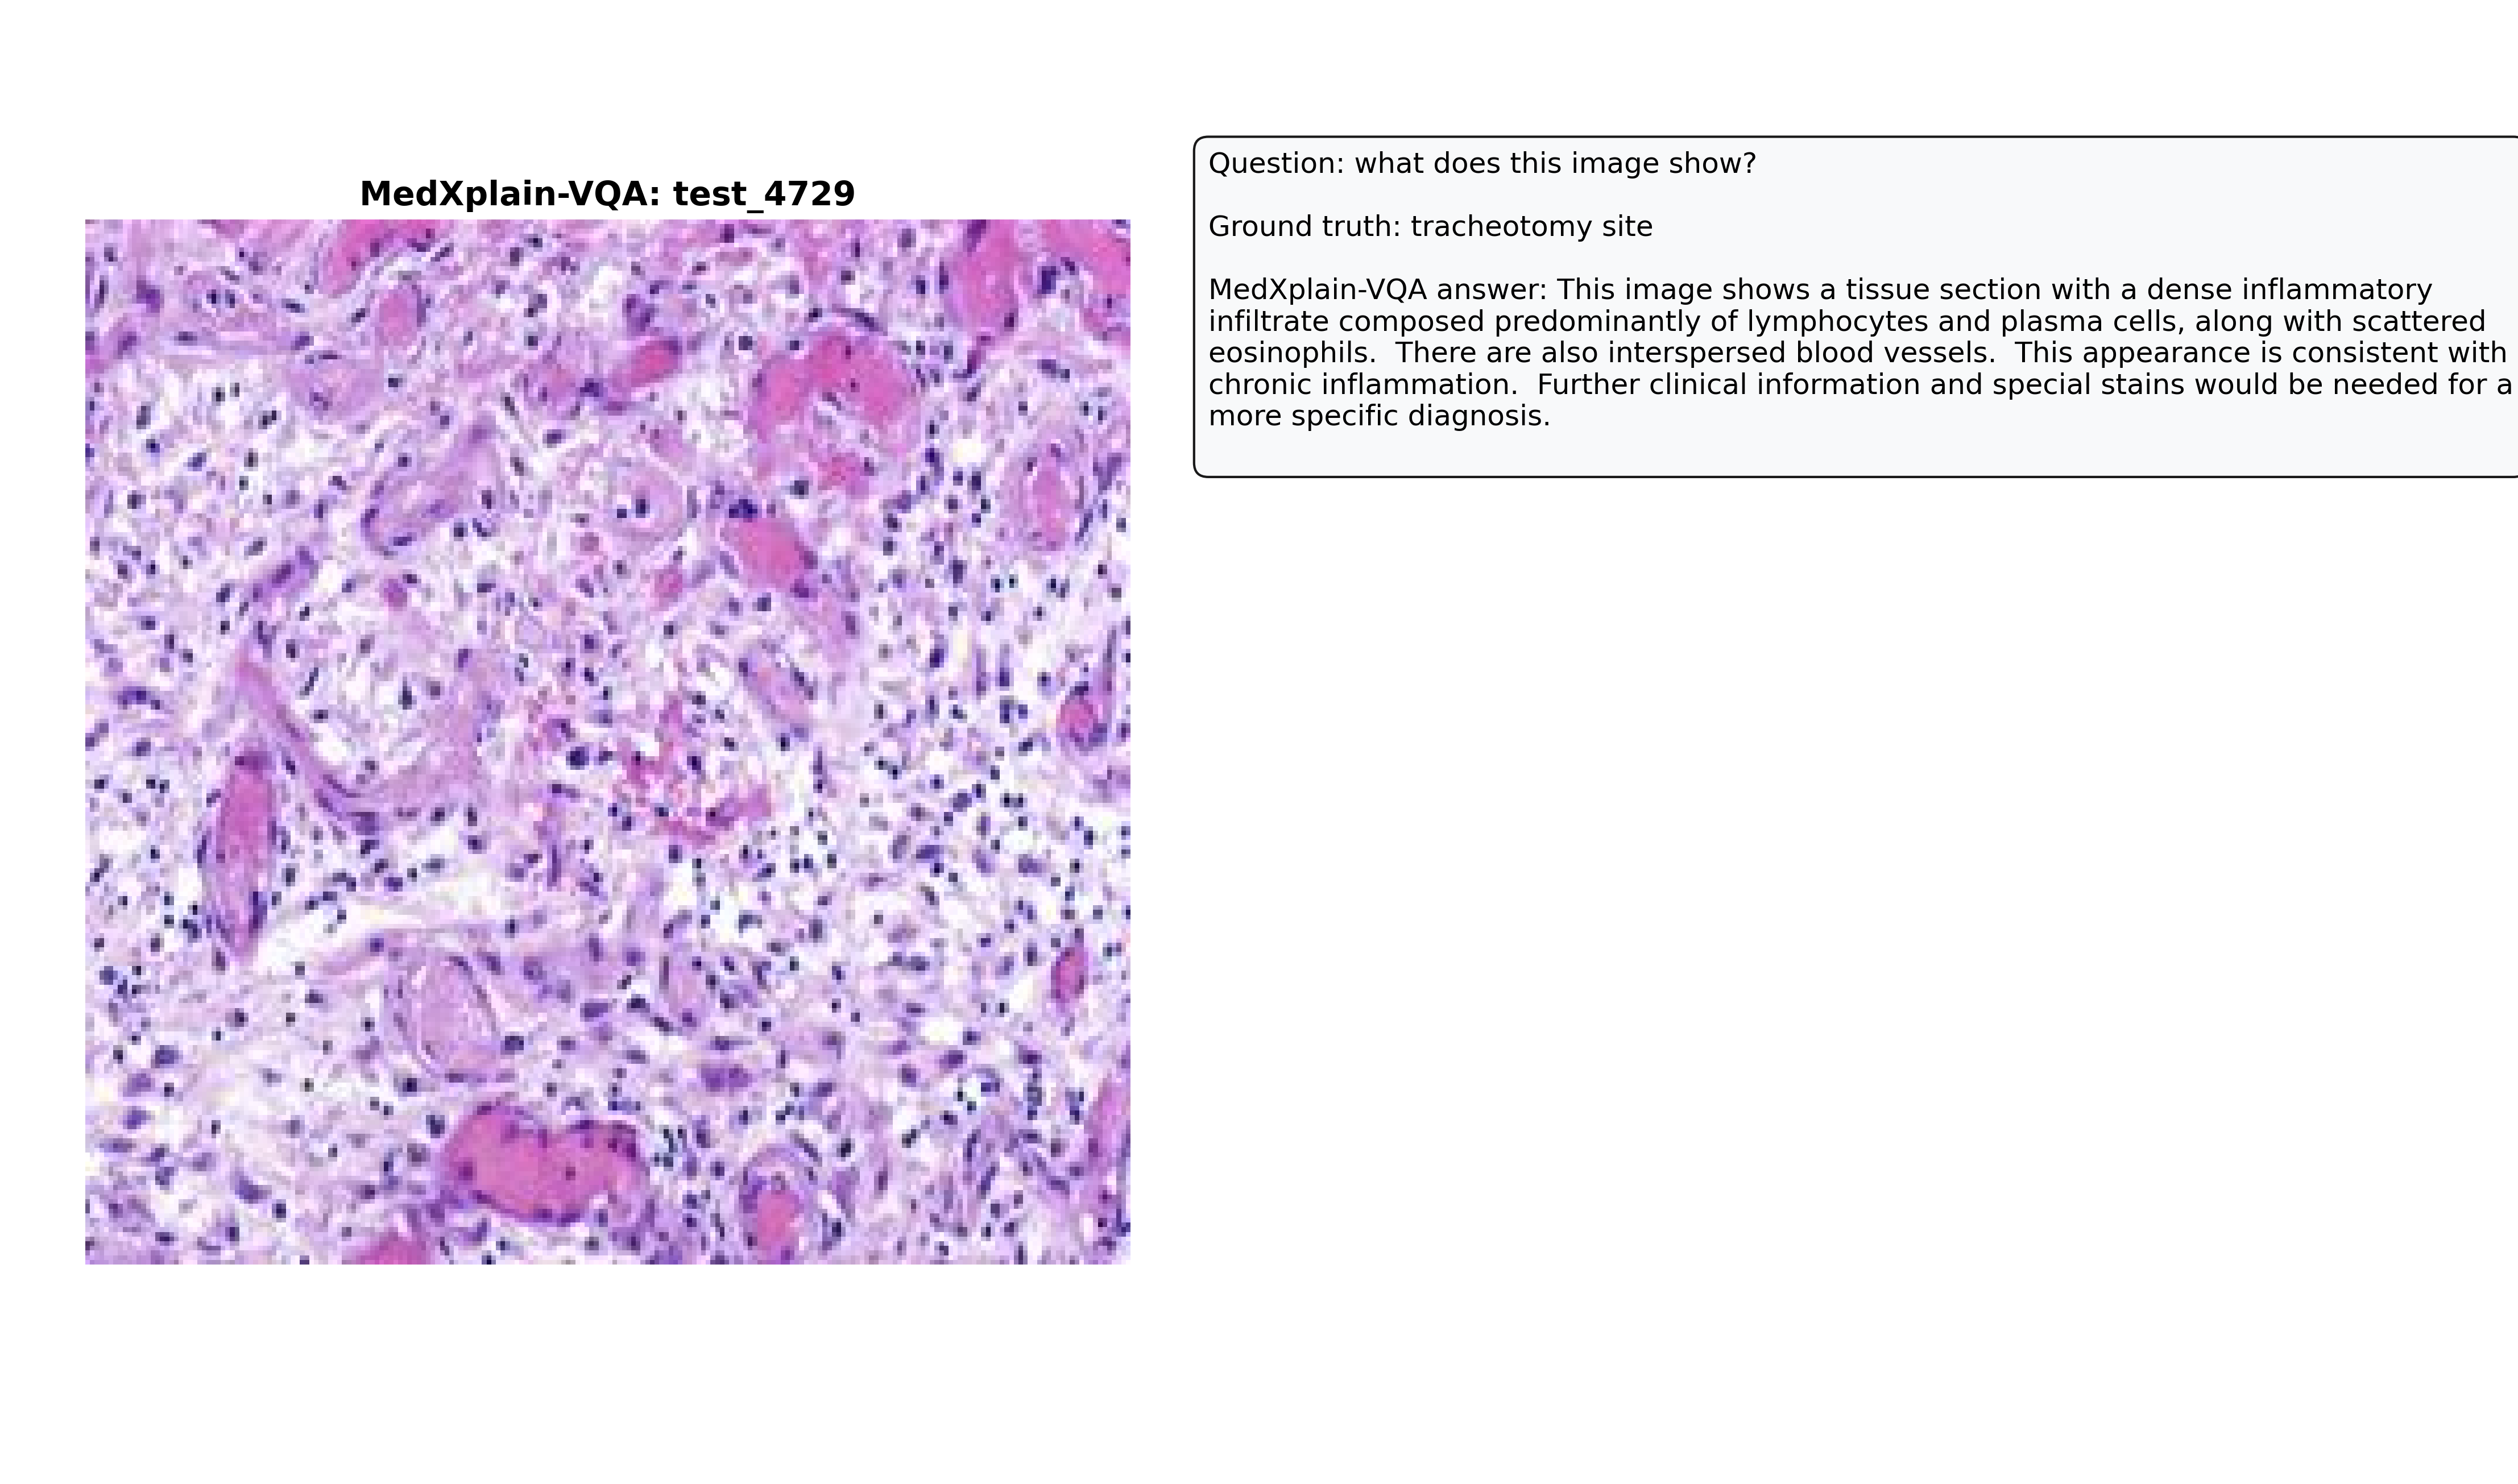 MedXplain-VQA: test_4729
Question: what does this image show?
Ground truth: tracheotomy site
MedXplain-VQA answer: This image shows a tissue section with a dense inflammatory
infiltrate composed predominantly of lymphocytes and plasma cells, along with scattered
eosinophils.  There are also interspersed blood vessels.  This appearance is consistent with
chronic inflammation.  Further clinical information and special stains would be needed for a
more specific diagnosis.